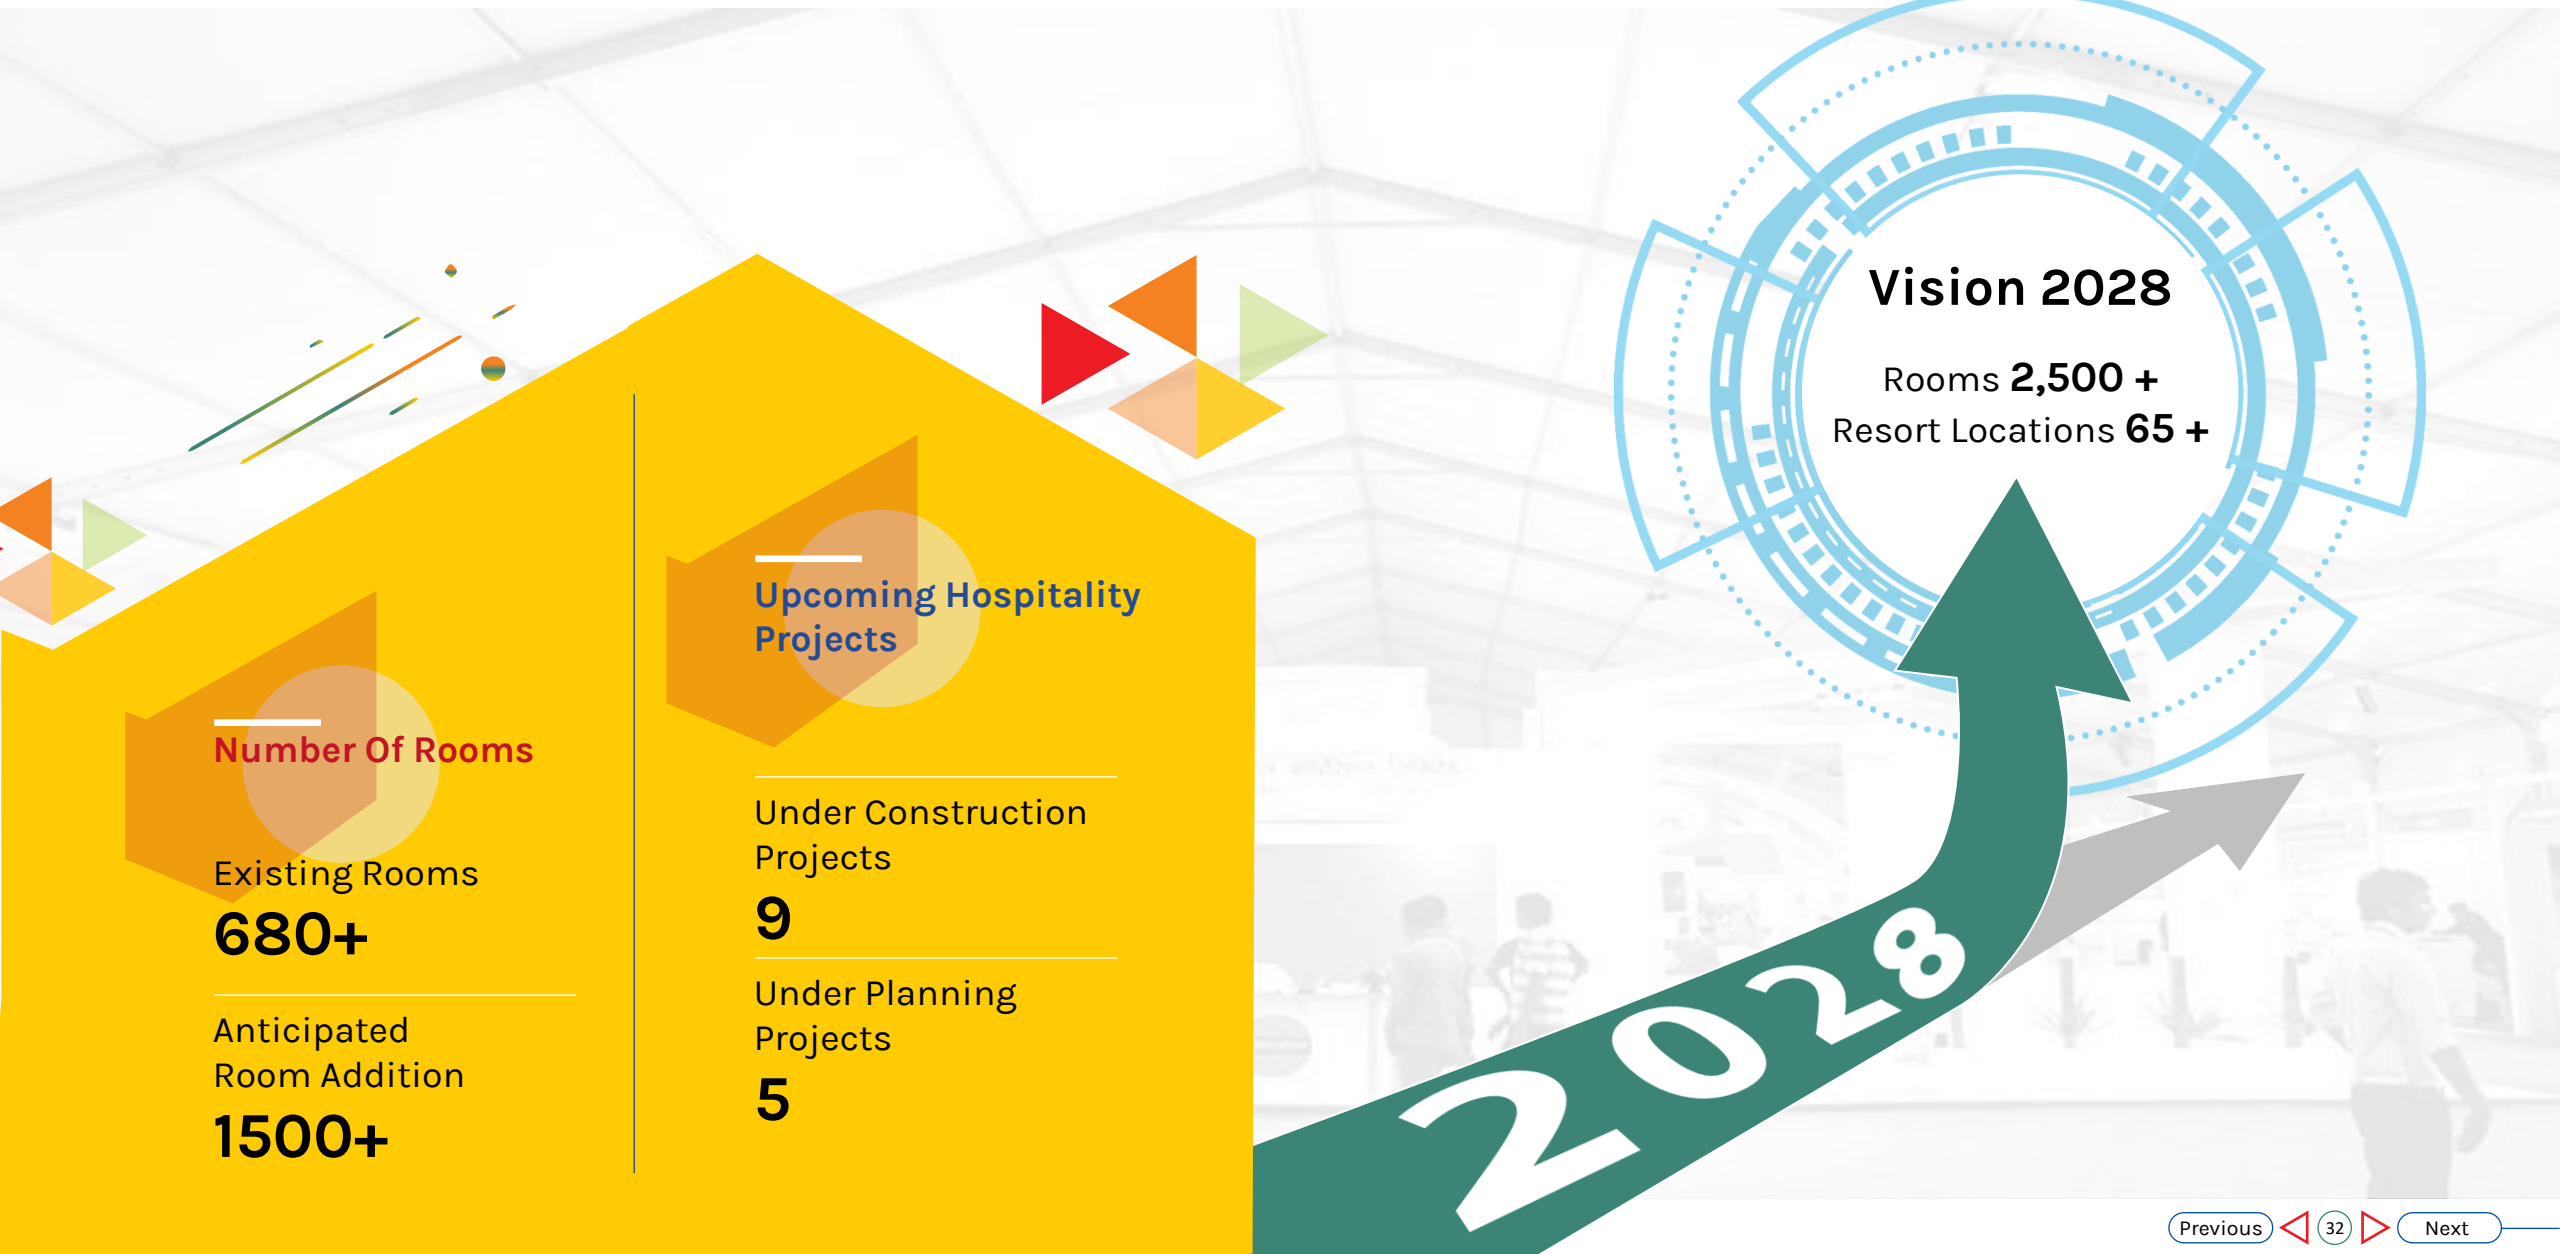 Number Of Rooms
Existing Rooms
680+
Anticipated
Room Addition
1500+
Upcoming Hospitality
Projects
Under Construction
Projects
9
Under Planning
Projects
5
Vision 2028
Rooms 2,500 +
Resort Locations 65 +
2028
Previous 32 Next